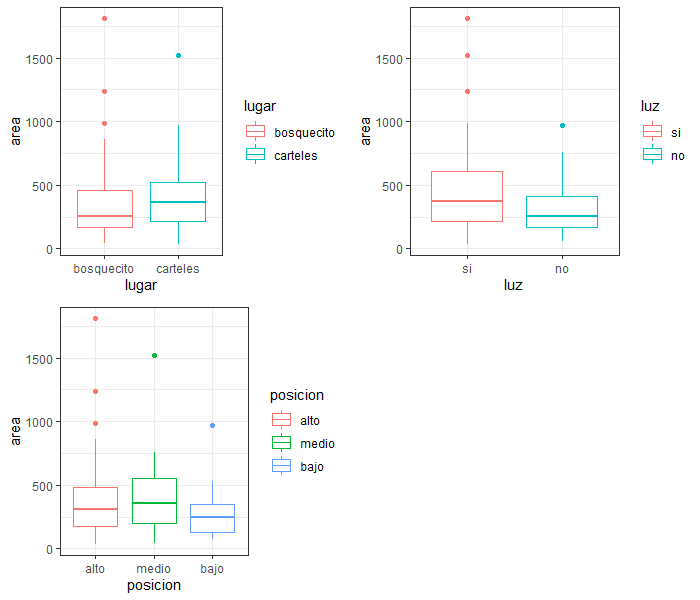 area
1500
1000
500
0
bosquecito carteles
lugar
lugar
bosquecito
carteles
area
1500
1000
500
0
si no
luz
luz
si
no
area
1500
1000
500
0
alto medio bajo
posicion
posicion
alto
medio
bajo